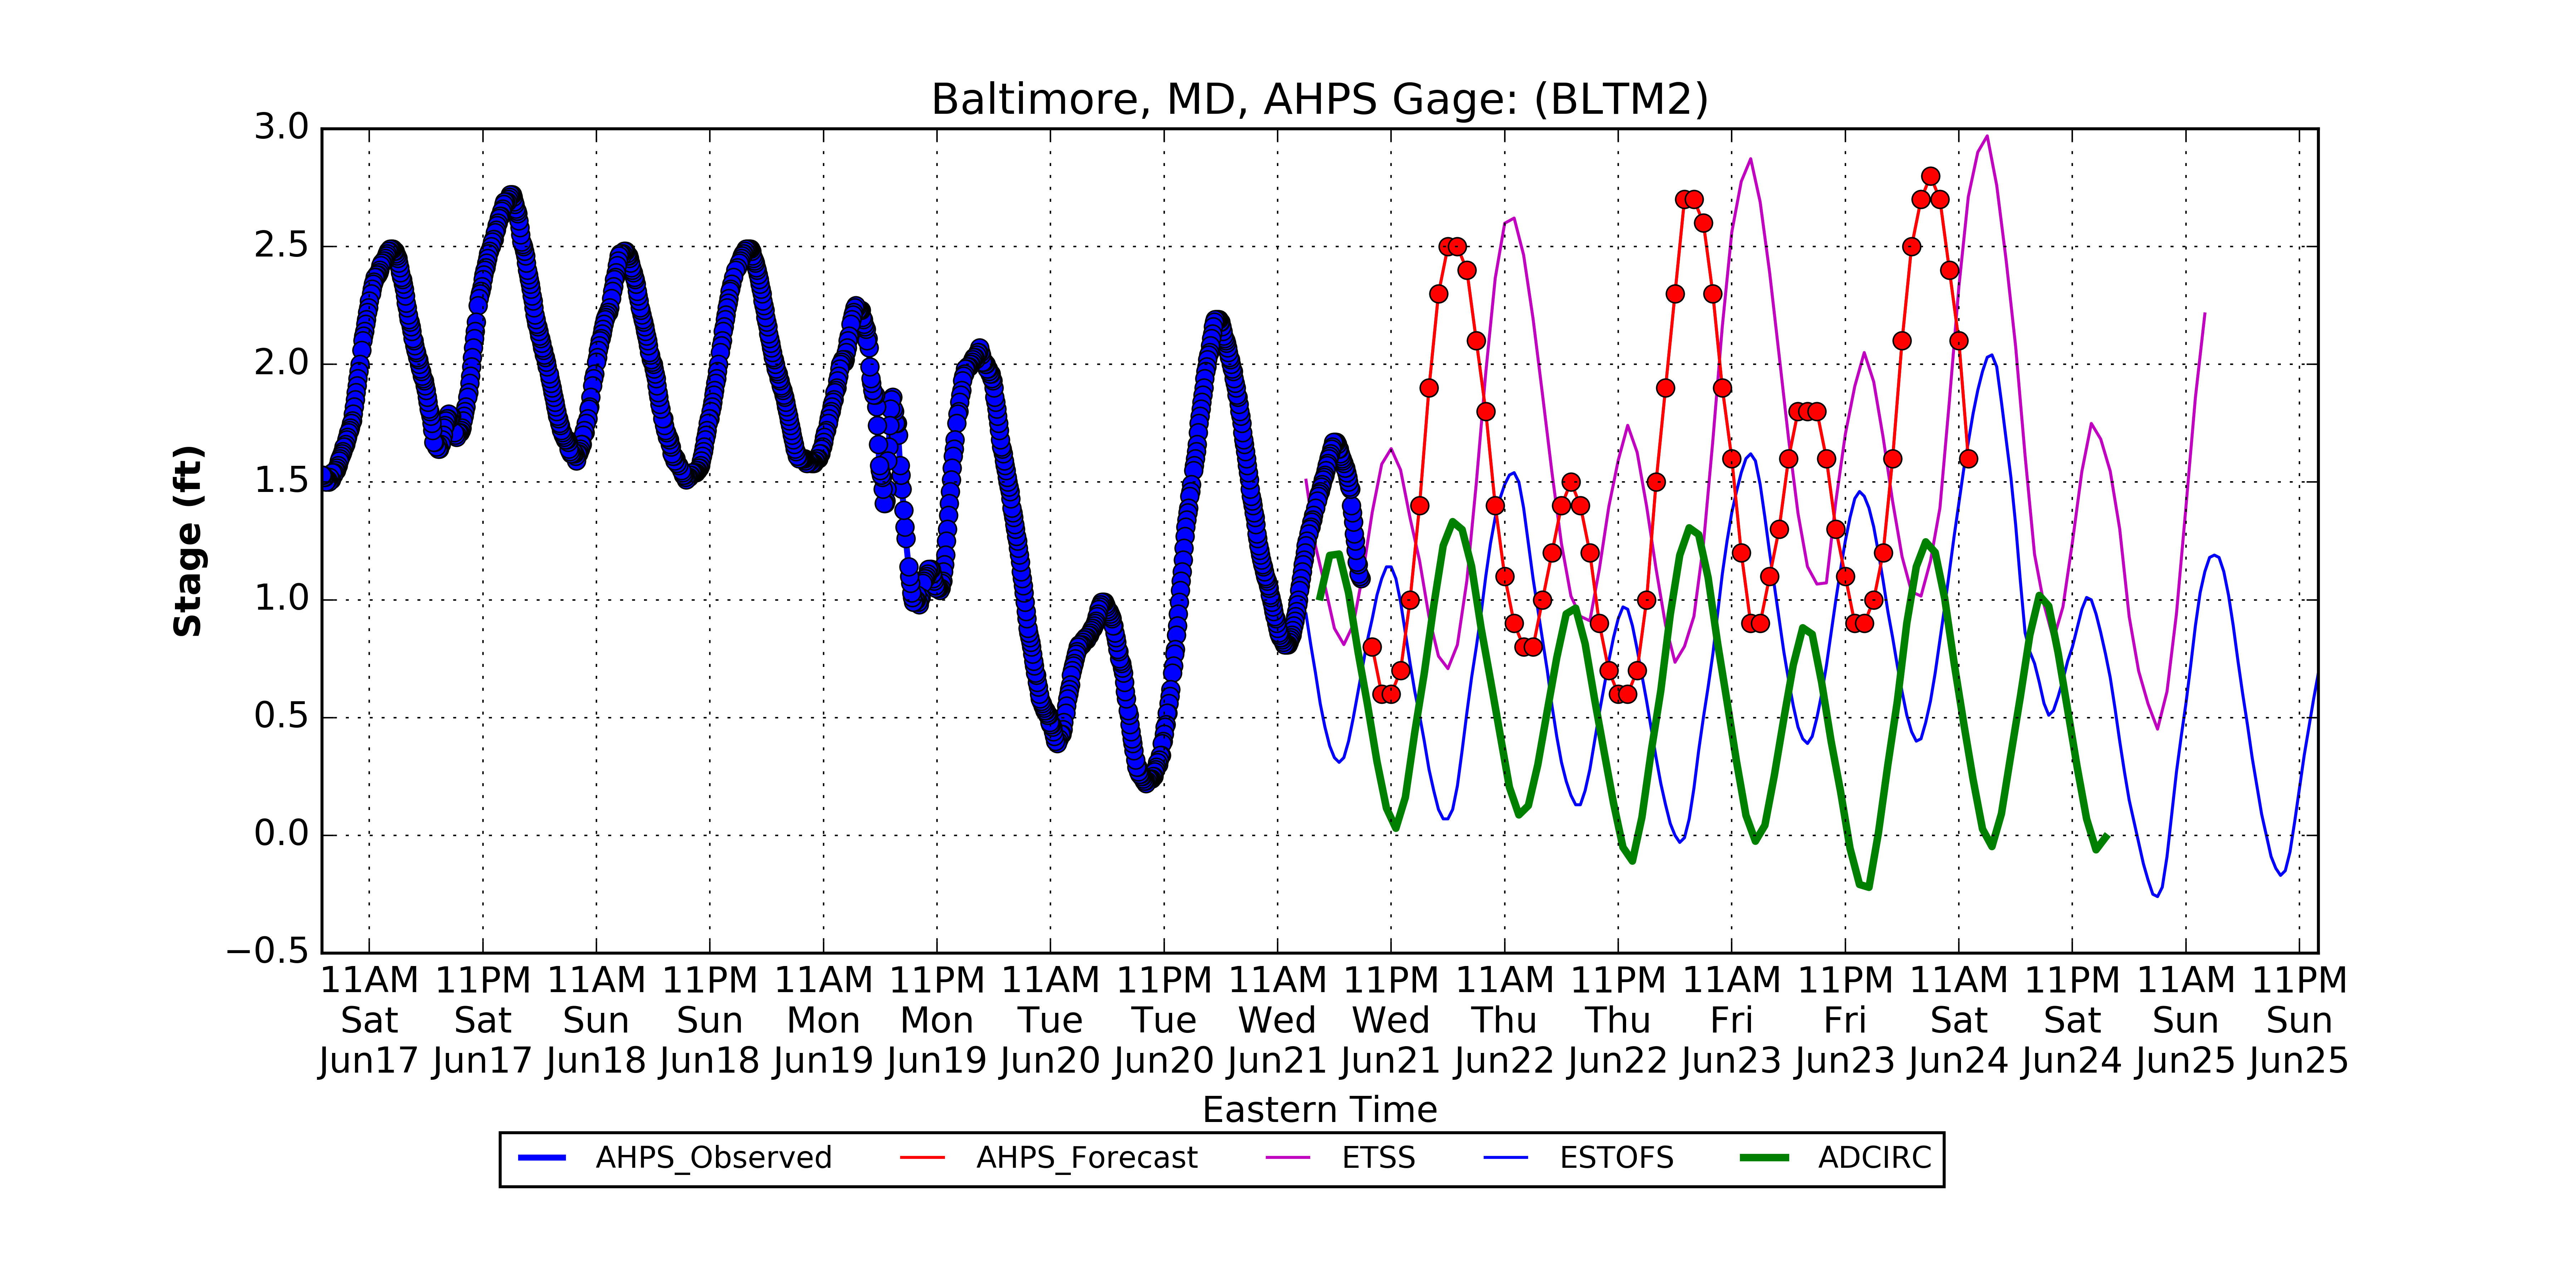 Baltimore, MD, AHPS Gage: (BLTM2)
3.0
2.5
2.0
1.5
1.0
0.5
0.0
−0.5
Stage (ft)
11AM 11PM 11AM 11PM 11AM 11PM 11AM 11PM 11AM 11PM 11AM 11PM 11AM 11PM 11AM 11PM 11AM 11PM
Sat Sat Sun Sun Mon Mon Tue Tue Wed Wed Thu Thu Fri Fri Sat Sat Sun Sun
Jun17 Jun17 Jun18 Jun18 Jun19 Jun19 Jun20 Jun20 Jun21 Jun21 Jun22 Jun22 Jun23 Jun23 Jun24 Jun24 Jun25 Jun25
Eastern Time
AHPS_Observed AHPS_Forecast ETSS ESTOFS ADCIRC